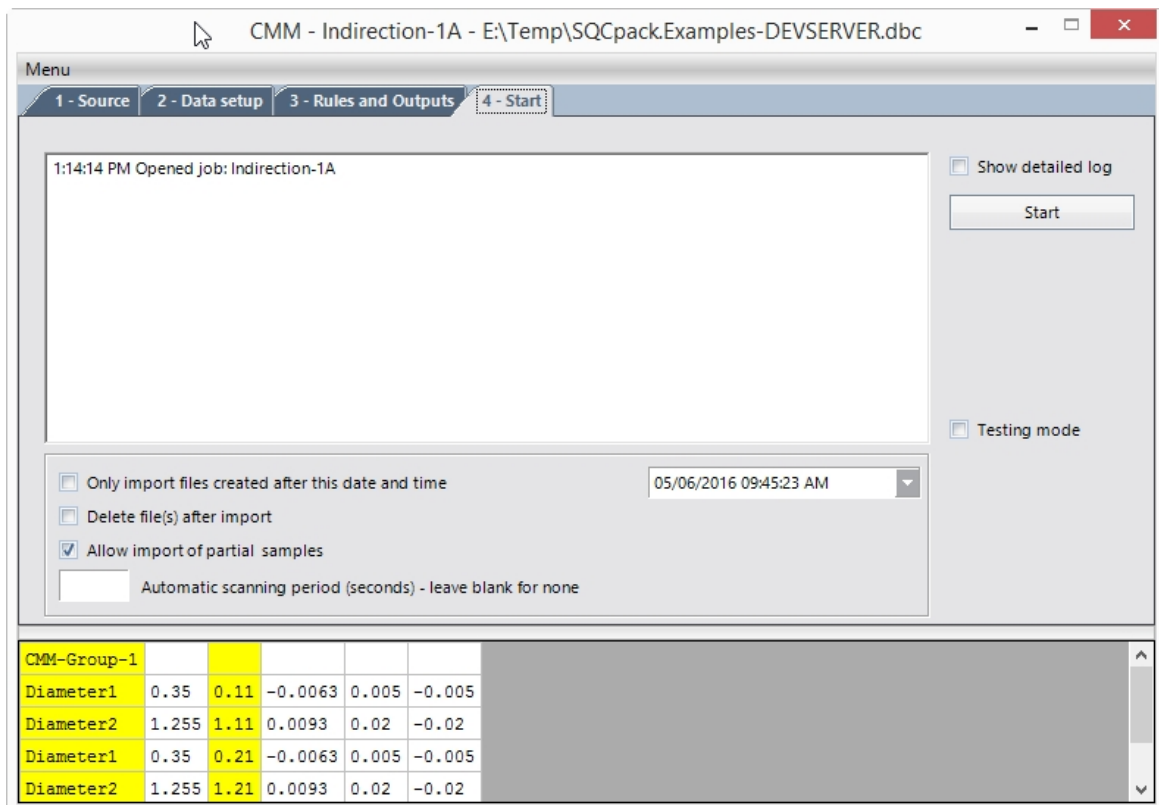 CMM - Indirection-1A - E:\Temp\SQCpack.Examples-DEVSERVER.dbc
Menu
1 - Source 2 - Data setup 3 - Rules and Outputs 4 - Start
1:14:14 PM Opened job: Indirection-1A
Show detailed log
Start
Testing mode
Only import files created after this date and time 05/06/2016 09:45:23 AM
Delete file(s) after import
Allow import of partial samples
Automatic scanning period (seconds) - leave blank for none
CMM-Group-1
Diameter1 0.35 0.11 -0.0063 0.005 -0.005
Diameter2 1.255 1.11 0.0093 0.02 -0.02
Diameter1 0.35 0.21 -0.0063 0.005 -0.005
Diameter2 1.255 1.21 0.0093 0.02 -0.02